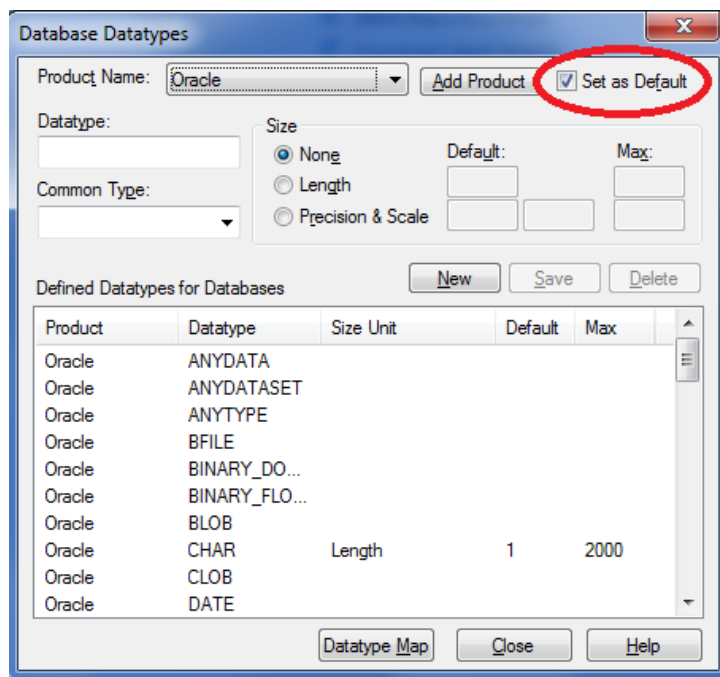 Database Datatypes
Product Name: Oracle Add Product Set as Default
Datatype:
Size
None Default: Max:
Common Type:
Length
Precision & Scale
New Save Delete
Defined Datatypes for Databases
Product Datatype Size Unit Default Max
Oracle ANYDATA
Oracle ANYDATASET
Oracle ANYTYPE
Oracle BFILE
Oracle BINARY_DO...
Oracle BINARY_FLO...
Oracle BLOB
Oracle CHAR Length 1 2000
Oracle CLOB
Oracle DATE
Datatype Map Close Help